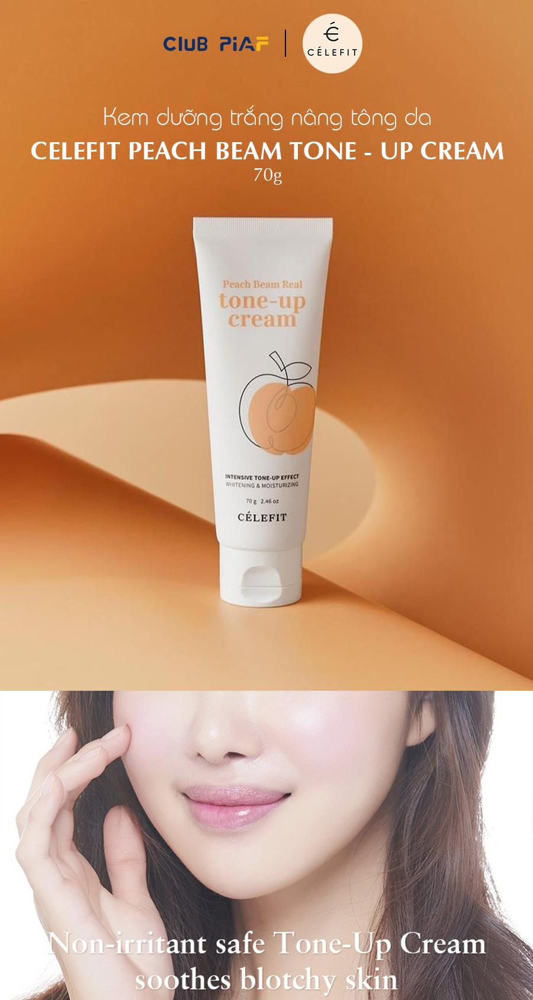 CluB PiAF
É
CÉLEFIT
Kem dưỡng trắng nâng tông da
CELEFIT PEACH BEAM TONE - UP CREAM
70g
Peach Beam Real
tone-up
cream
INTENSIVE TONE-UP EFFECT
WHITENING & MOISTURIZING
70 g 2.46 oz
CÉLEFIT
Non-irritant safe Tone-Up Cream
soothes blotchy skin